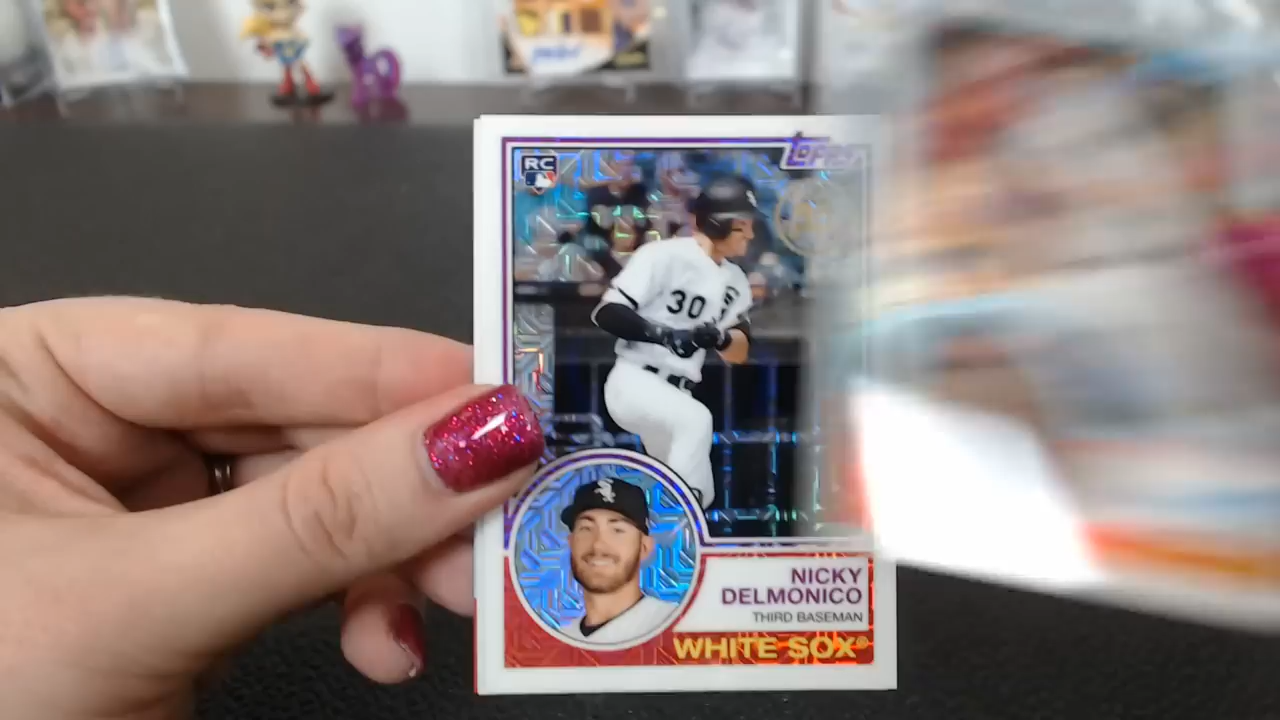 RC
Topps
30
NICKY
DELMONICO
THIRD BASEMAN
WHITE SOX®